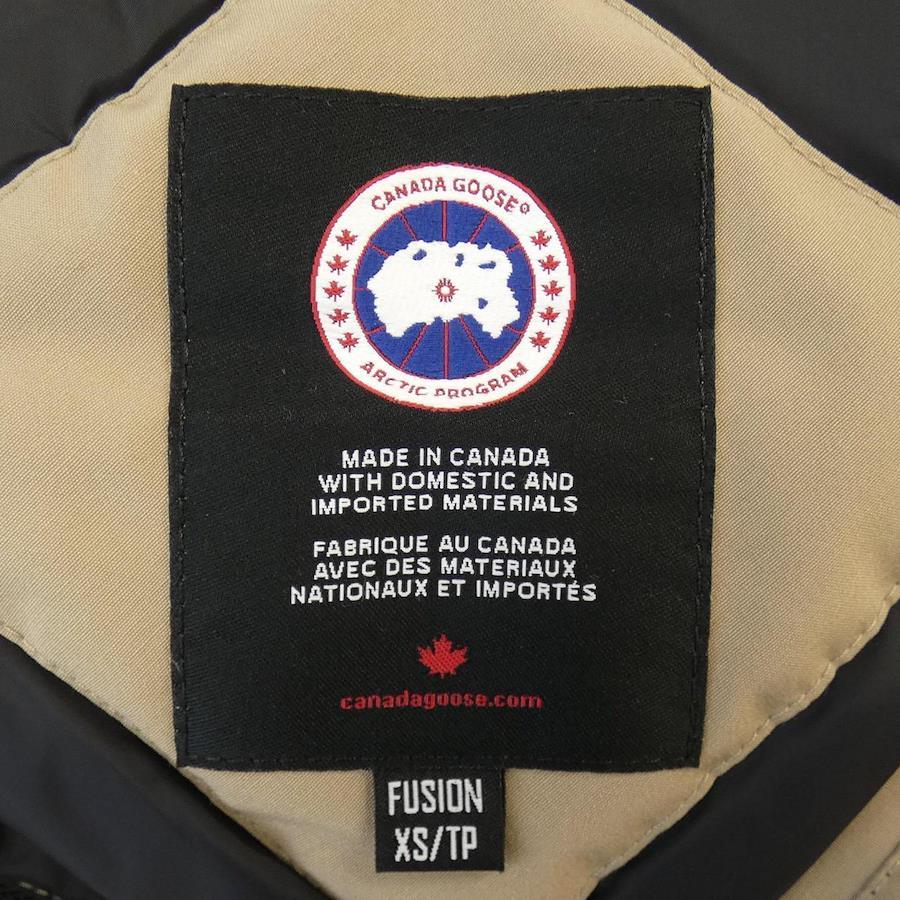 CANADA GOOSE®
ARCTIC PROGRAM
MADE IN CANADA
WITH DOMESTIC AND
IMPORTED MATERIALS
FABRIQUE AU CANADA
AVEC DES MATERIAUX
NATIONAUX ET IMPORTÉS
canadagoose.com
FUSION
XS/TP